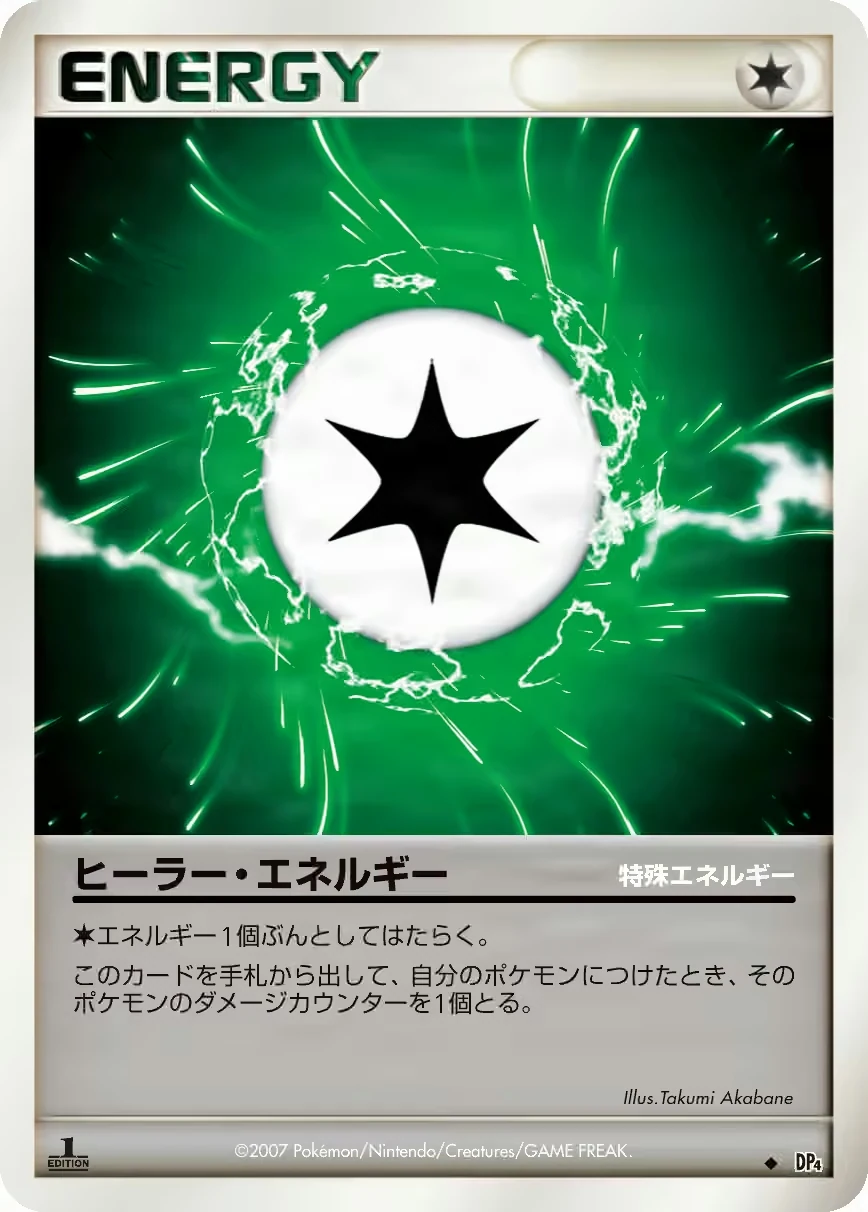 ENERGY
ヒーラー・エネルギー
特殊エネルギー
✶エネルギー1個ぶんとしてはたらく。
このカードを手札から出して、自分のポケモンにつけたとき、その
ポケモンのダメージカウンターを1個とる。
Illus.Takumi Akabane
1
EDITION
©2007 Pokémon/Nintendo/Creatures/GAME FREAK.
◆ DP4